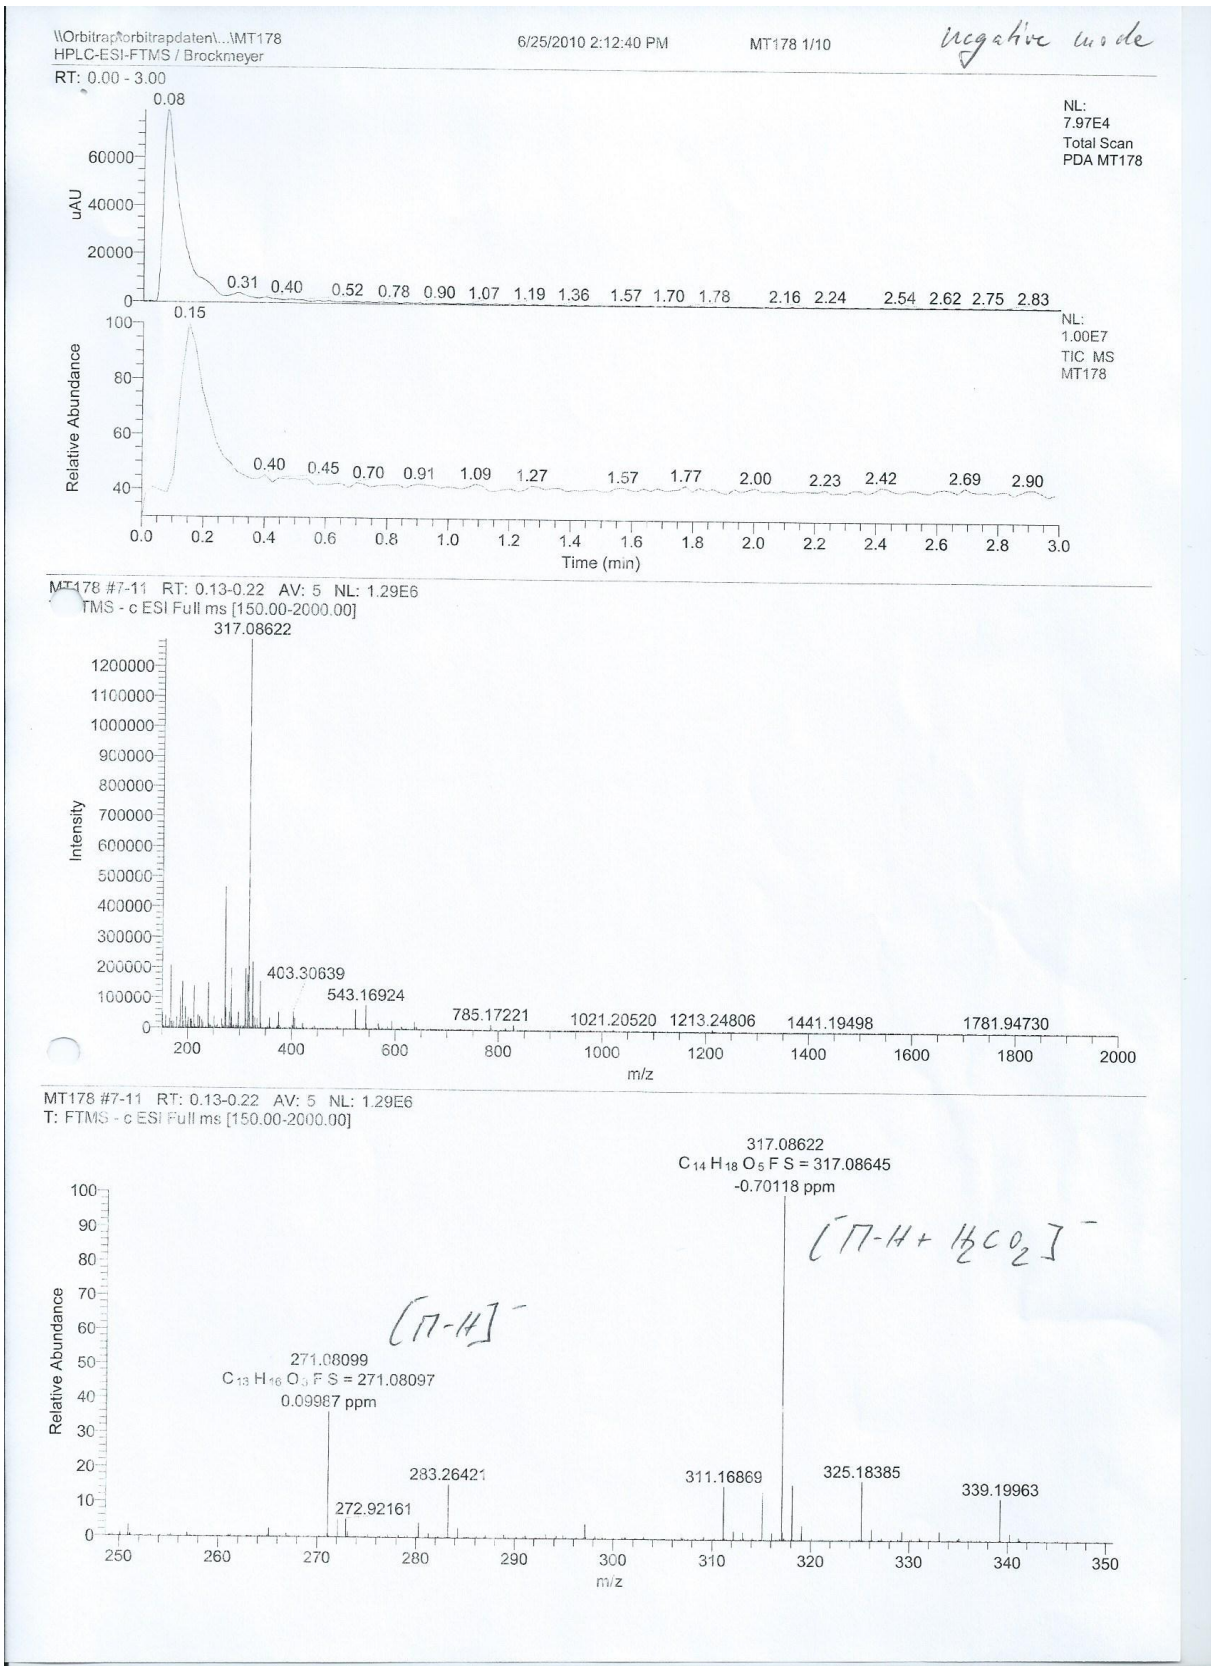 \\Orbitrap\orbitrapdaten\...\MT178
6/25/2010 2:12:40 PM
MT178 1/10
negative mode
HPLC-ESI-FTMS / Brockmeyer
RT: 0.00 - 3.00
0.08
NL:
7.97E4
Total Scan
PDA MT178
60000
40000
20000
0
uAU
0.31 0.40 0.52 0.78 0.90 1.07 1.19 1.36 1.57 1.70 1.78 2.16 2.24 2.54 2.62 2.75 2.83
0.15
NL:
1.00E7
TIC MS
MT178
100
80
60
40
Relative Abundance
0.40 0.45 0.70 0.91 1.09 1.27 1.57 1.77 2.00 2.23 2.42 2.69 2.90
0.0 0.2 0.4 0.6 0.8 1.0 1.2 1.4 1.6 1.8 2.0 2.2 2.4 2.6 2.8 3.0
Time (min)
MT178 #7-11 RT: 0.13-0.22 AV: 5 NL: 1.29E6
TMS - c ESI Full ms [150.00-2000.00]
317.08622
1200000
1100000
1000000
900000
800000
700000
600000
500000
400000
300000
200000
100000
0
Intensity
403.30639
543.16924
785.17221 1021.20520 1213.24806 1441.19498 1781.94730
200 400 600 800 1000 1200 1400 1600 1800 2000
m/z
MT178 #7-11 RT: 0.13-0.22 AV: 5 NL: 1.29E6
T: FTMS - c ESI Full ms [150.00-2000.00]
317.08622
C14 H18 O5 F S = 317.08645
-0.70118 ppm
[M-H+ H2CO2]-
[M-H]-
271.08099
C13 H16 O3 F S = 271.08097
0.09987 ppm
100
90
80
70
60
50
40
30
20
10
0
Relative Abundance
283.26421
272.92161
311.16869
325.18385
339.19963
250 260 270 280 290 300 310 320 330 340 350
m/z